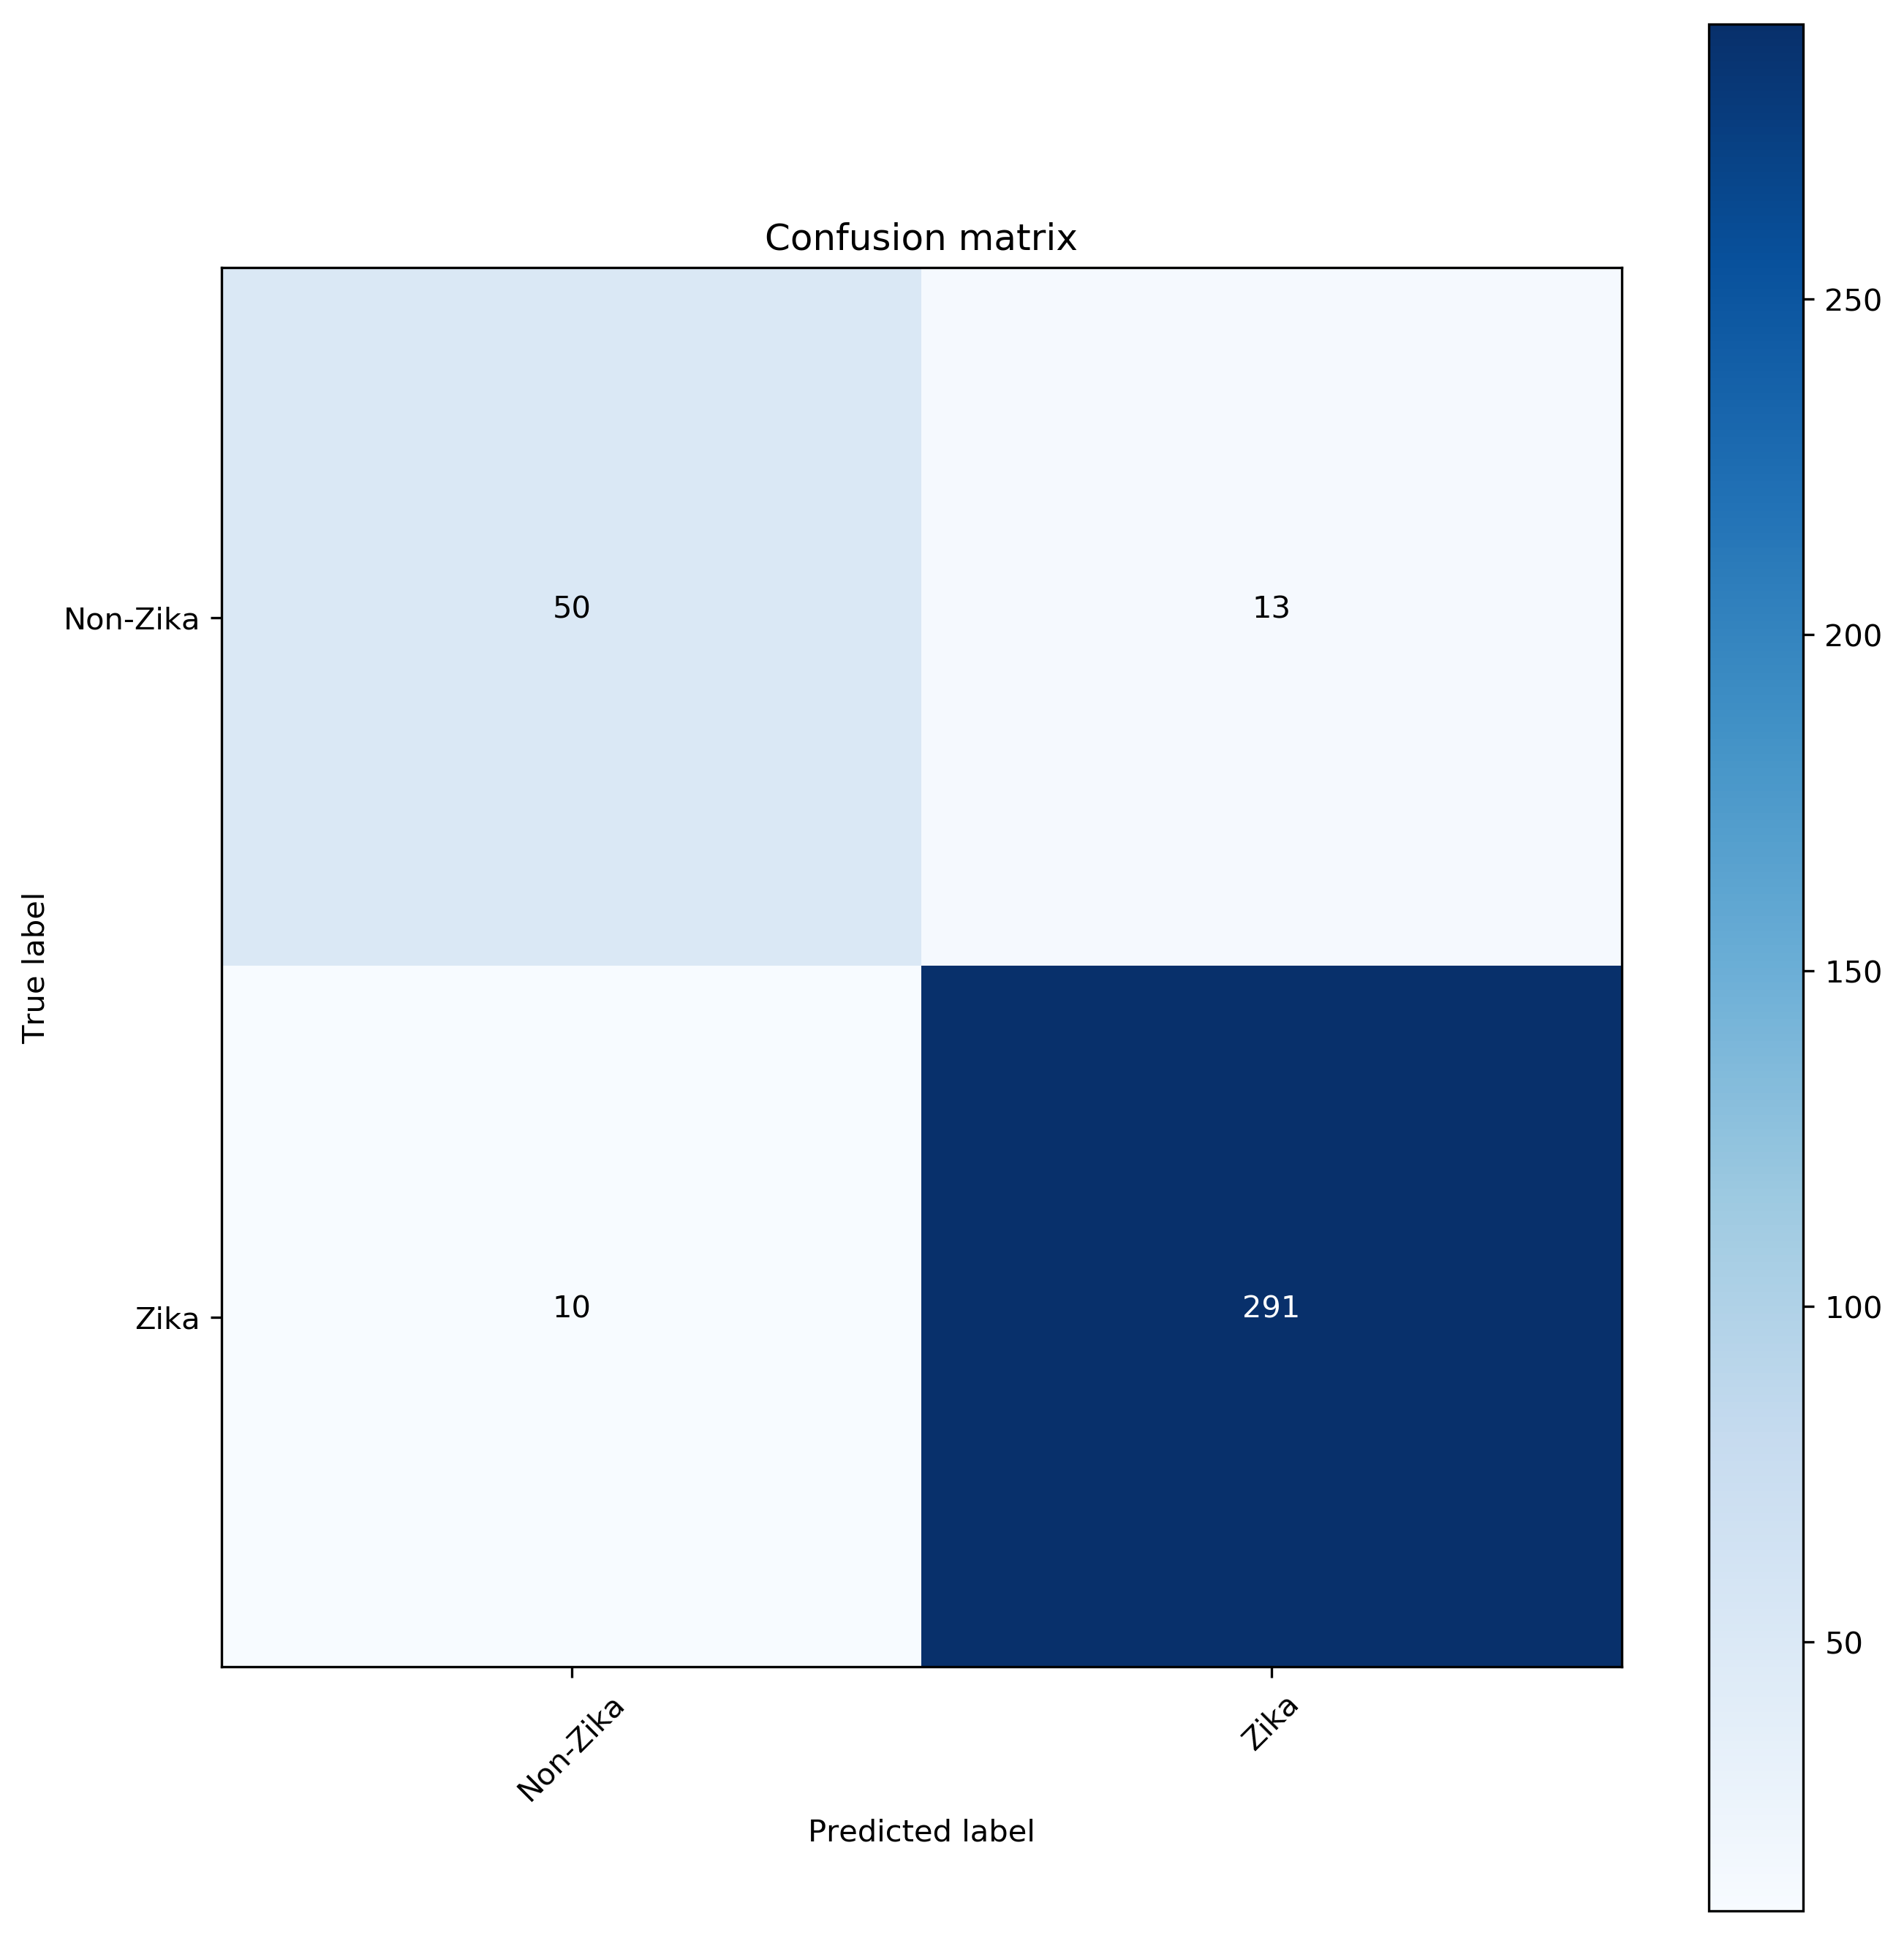 Confusion matrix
True label
Non-Zika
50
13
Zika
10
291
Non-Zika
Zika
Predicted label
250
200
150
100
50